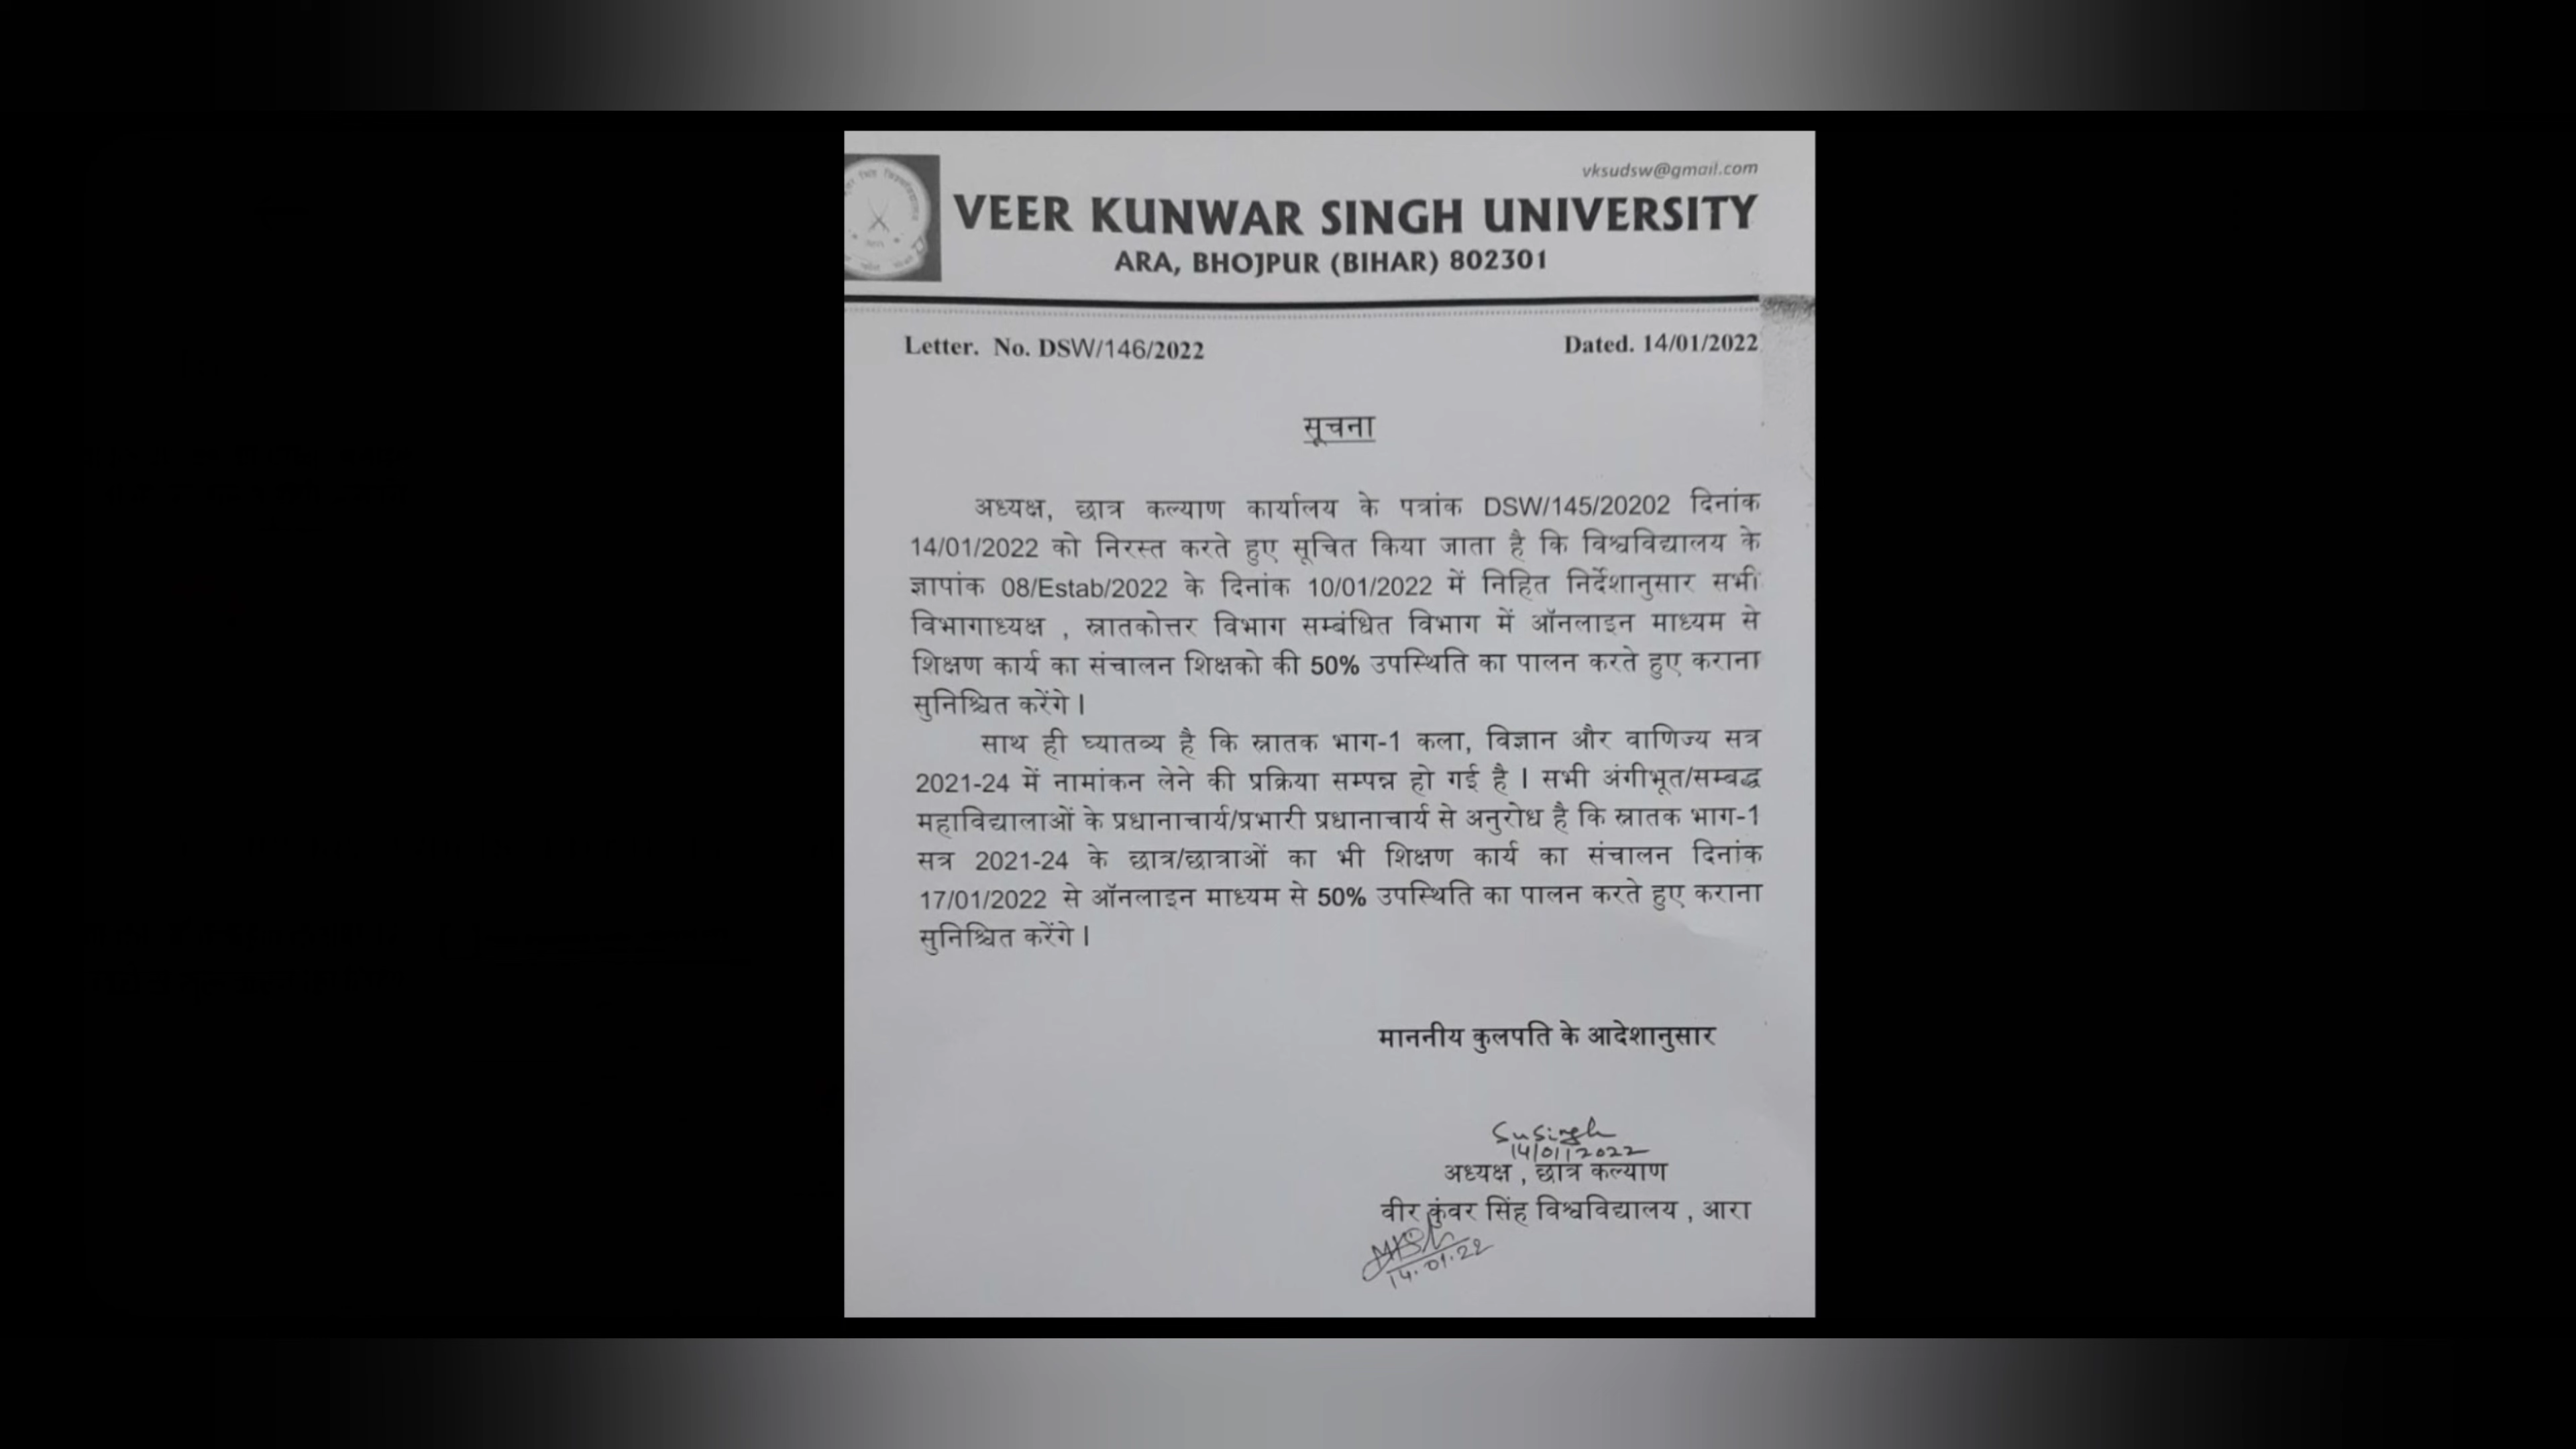 vksudsw@gmail.com
VEER KUNWAR SINGH UNIVERSITY
ARA, BHOJPUR (BIHAR) 802301
Letter. No. DSW/146/2022 Dated. 14/01/2022
सूचना
अध्यक्ष, छात्र कल्याण कार्यालय के पत्रांक DSW/145/20202 दिनांक
14/01/2022 को निरस्त करते हुए सूचित किया जाता है कि विश्वविद्यालय के
ज्ञापांक 08/Estab/2022 के दिनांक 10/01/2022 में निहित निर्देशानुसार सभी
विभागाध्यक्ष , स्नातकोत्तर विभाग सम्बंधित विभाग में ऑनलाइन माध्यम से
शिक्षण कार्य का संचालन शिक्षको की 50% उपस्थिति का पालन करते हुए कराना
सुनिश्चित करेंगे।
साथ ही घ्यातव्य है कि स्नातक भाग-1 कला, विज्ञान और वाणिज्य सत्र
2021-24 में नामांकन लेने की प्रक्रिया सम्पन्न हो गई है। सभी अंगीभूत/सम्बद्ध
महाविद्यालाओं के प्रधानाचार्य/प्रभारी प्रधानाचार्य से अनुरोध है कि स्नातक भाग-1
सत्र 2021-24 के छात्र/छात्राओं का भी शिक्षण कार्य का संचालन दिनांक
17/01/2022 से ऑनलाइन माध्यम से 50% उपस्थिति का पालन करते हुए कराना
सुनिश्चित करेंगे।
माननीय कुलपति के आदेशानुसार
SuSingh
14/01/2022
अध्यक्ष , छात्र कल्याण
वीर कुंवर सिंह विश्वविद्यालय , आरा
14.01.22